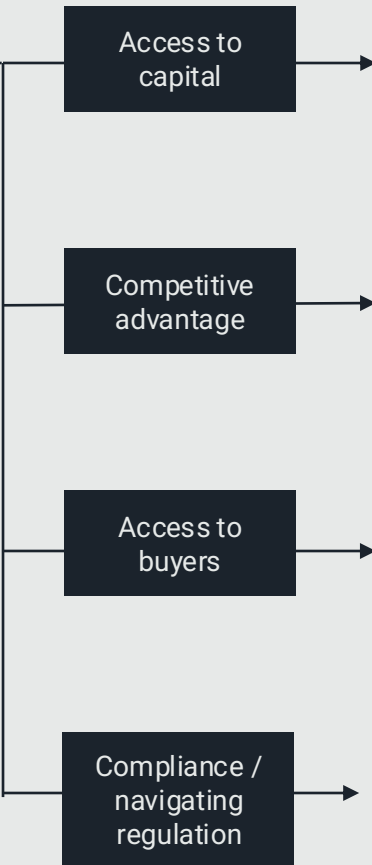 Access to
capital
Competitive
advantage
Access to
buyers
Compliance /
navigating
regulation